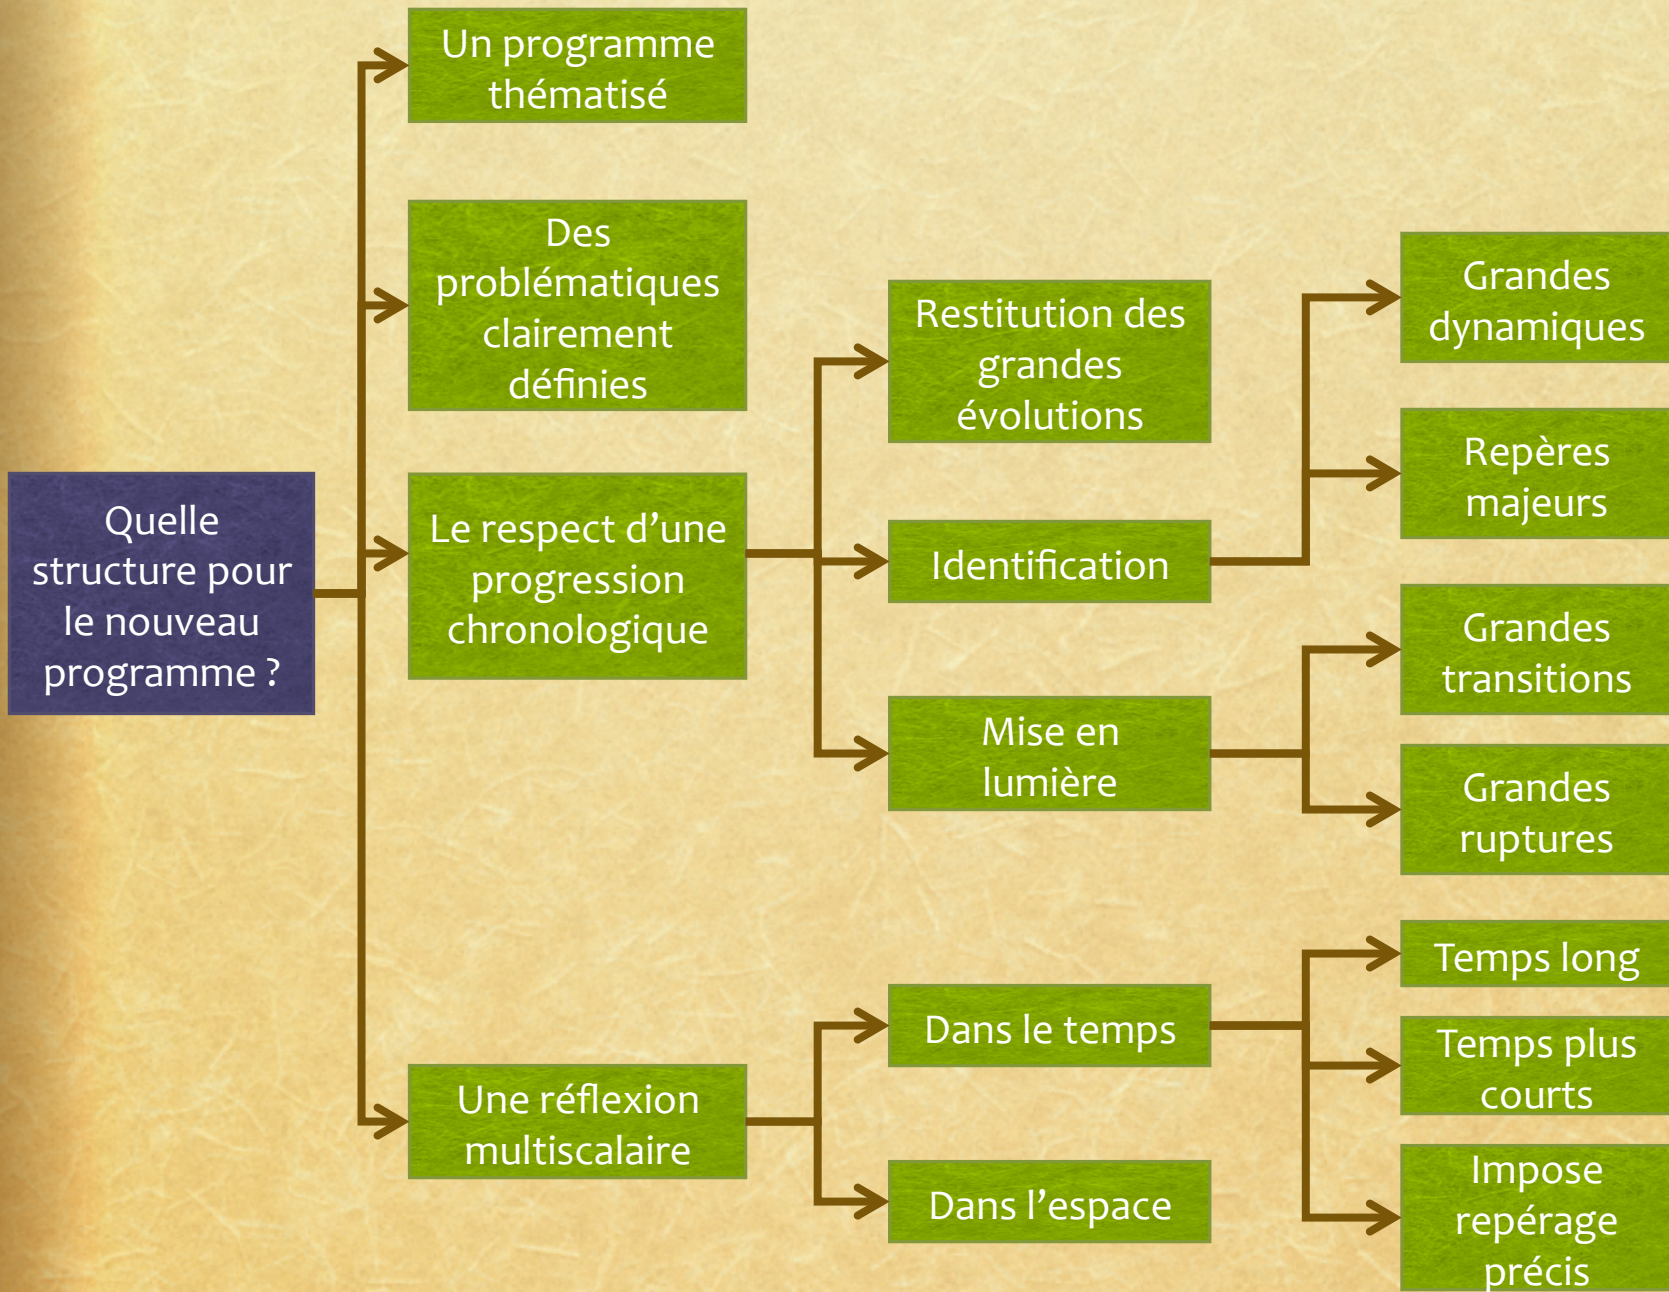 Quelle
structure pour
le nouveau
programme ?
Un programme
thématisé
Des
problématiques
clairement
définies
Le respect d’une
progression
chronologique
Restitution des
grandes
évolutions
Identification
Grandes
dynamiques
Repères
majeurs
Mise en
lumière
Grandes
transitions
Grandes
ruptures
Une réflexion
multiscalaire
Dans le temps
Temps long
Temps plus
courts
Impose
repérage
précis
Dans l’espace